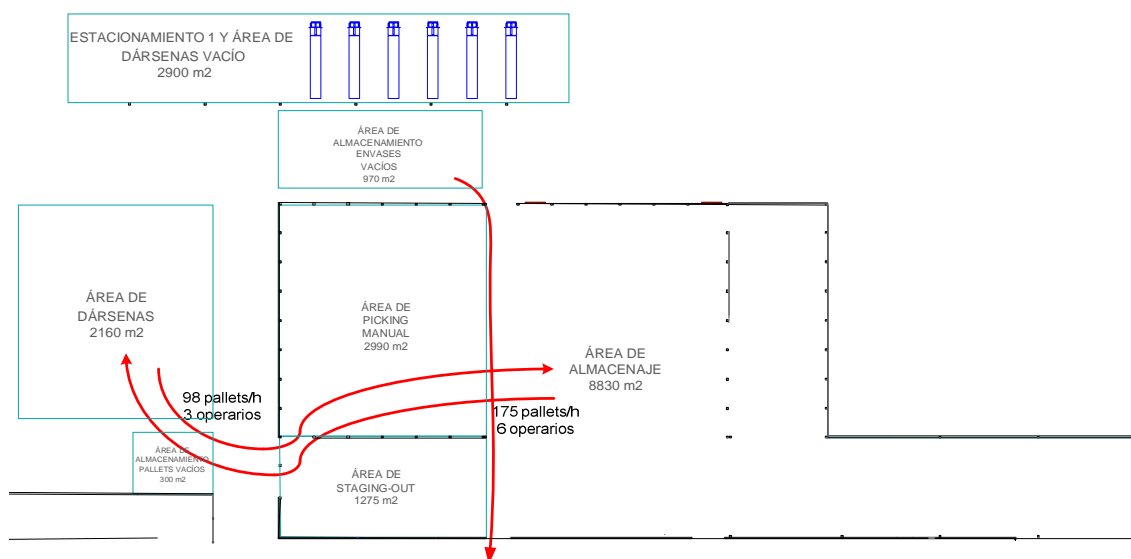 ESTACIONAMIENTO 1 Y ÁREA DE
DÁRSENAS VACÍO
2900 m2
ÁREA DE
ALMACENAMIENTO
ENVASES
VACÍOS
970 m2
ÁREA DE
DÁRSENAS
2160 m2
ÁREA DE
PICKING
MANUAL
2990 m2
ÁREA DE
ALMACENAJE
8830 m2
98 pallets/h
3 operarios
175 pallets/h
6 operarios
ÁREA DE
ALMACENAMIENTO
PALLETS VACÍOS
300 m2
ÁREA DE
STAGING-OUT
1275 m2